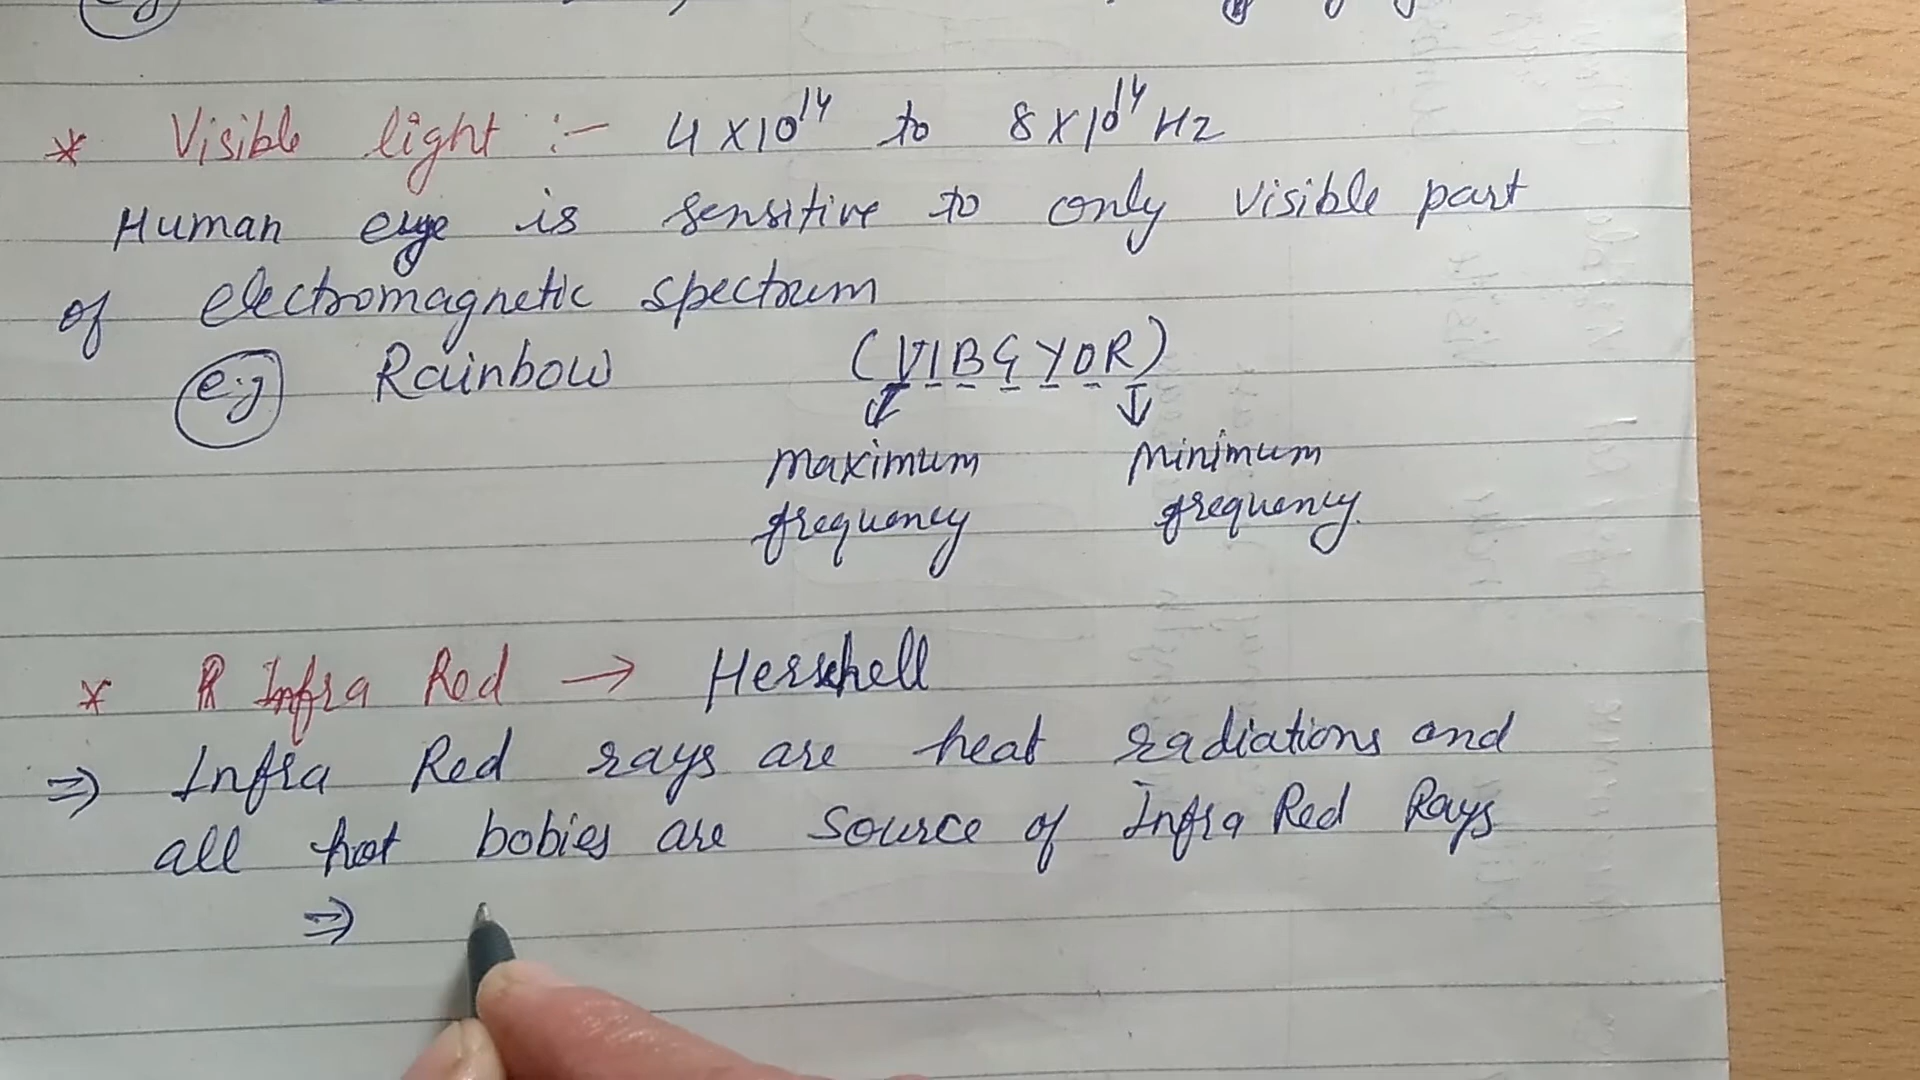 * Visible light :- 4 X10¹⁴ to 8 X 10¹⁴ Hz
Human eye is sensitive to only visible part
of electromagnetic spectrum
e.g Rainbow (VIBGYOR)
↓ ↓
maximum minimum
frequency frequency.
* R Infra Red → Herschell
⇒ Infra Red rays are heat radiations and
all hot bobies are source of Infra Red Rays
⇒